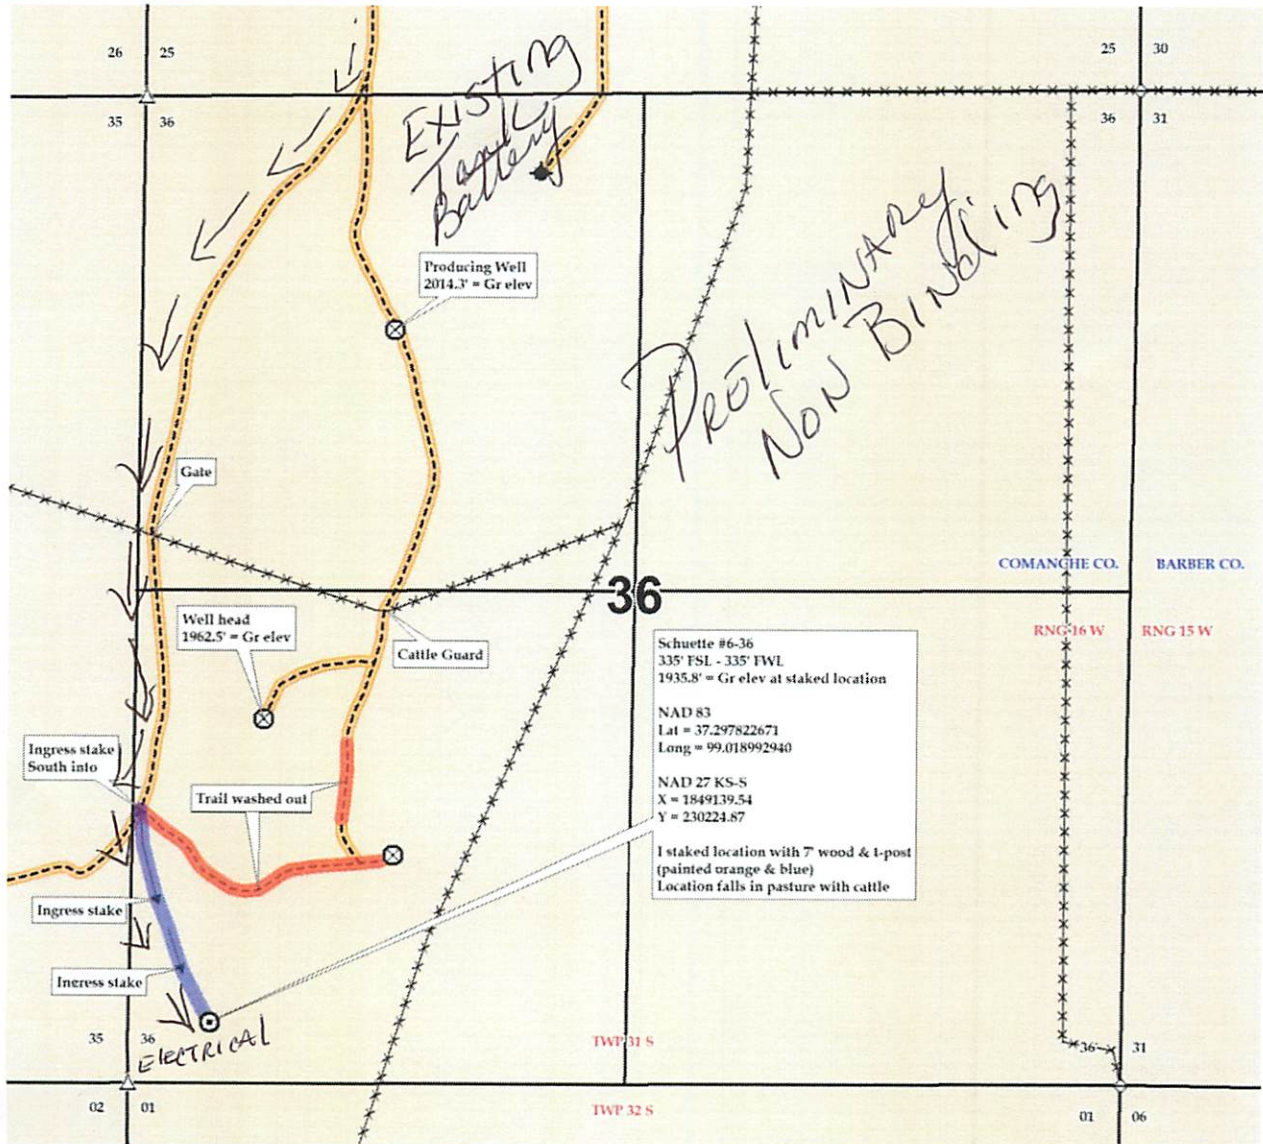 26 25
25 30
35 36
36 31
EXISTING
Tank
Battery
PRELIMINARY
NON BINding
Producing Well
2014.3' = Gr elev
Gate
COMANCHE CO. BARBER CO.
36
Well head
1962.5' = Gr elev
Cattle Guard
RNG 16 W RNG 15 W
Schuette #6-36
335' FSL - 335' FWL
1935.8' = Gr elev at staked location
NAD 83
Lat = 37.297822671
Long = 99.018992940
NAD 27 KS-S
X = 1849139.54
Y = 230224.87
I staked location with 7' wood & t-post
(painted orange & blue)
Location falls in pasture with cattle
Ingress stake
South into
Trail washed out
Ingress stake
Ingress stake
35 36
ELECTRICAL
TWP 31 S
36 31
02 01
TWP 32 S
01 06